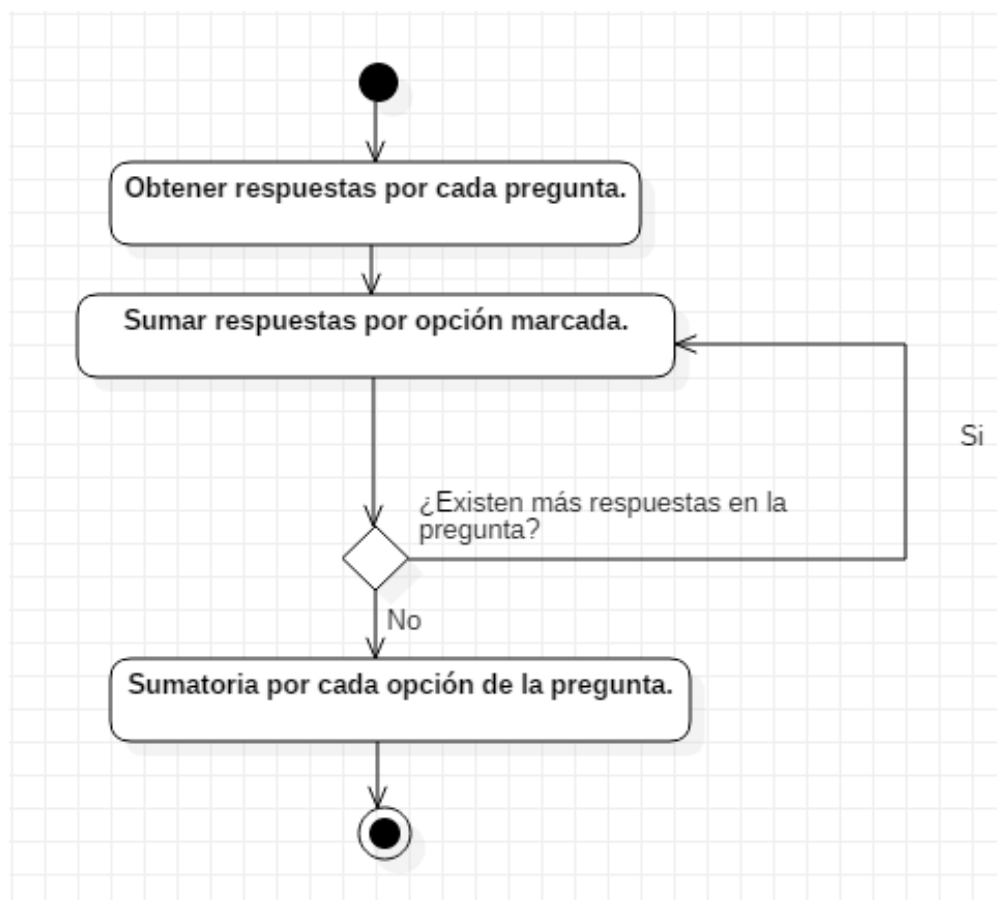 Obtener respuestas por cada pregunta.
Sumar respuestas por opción marcada.
Si
¿Existen más respuestas en la
pregunta?
No
Sumatoria por cada opción de la pregunta.